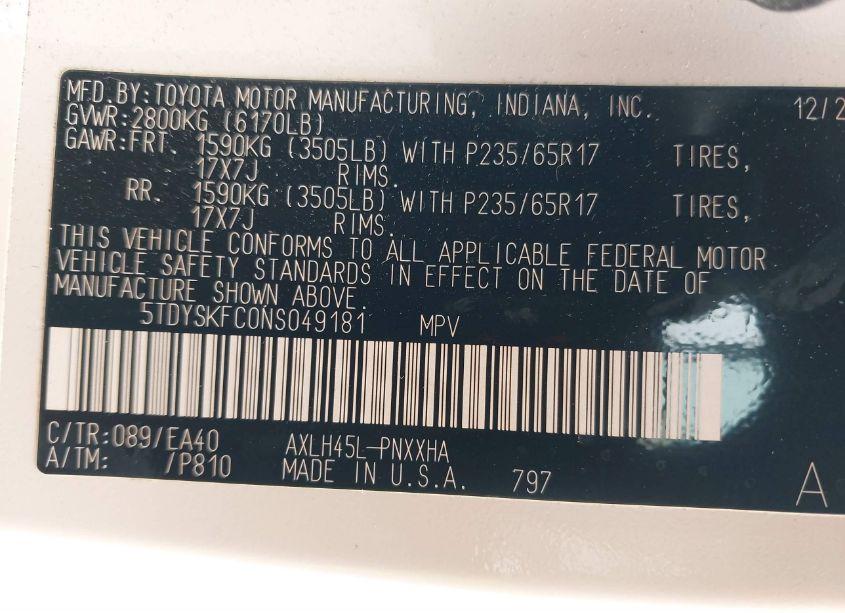 MFD.BY:TOYOTA MOTOR MANUFACTURING, INDIANA, INC. 12/2
GVWR:2800KG (6170LB)
GAWR:FRT. 1590KG (3505LB) WITH P235/65R17 TIRES,
17X7J RIMS.
RR. 1590KG (3505LB) WITH P235/65R17 TIRES,
17X7J RIMS.
THIS VEHICLE CONFORMS TO ALL APPLICABLE FEDERAL MOTOR
VEHICLE SAFETY STANDARDS IN EFFECT ON THE DATE OF
MANUFACTURE SHOWN ABOVE.
5TDYSKFC0NS049181 MPV
C/TR:089/EA40 AXLH45L-PNXXHA
A/TM: /P810 MADE IN U.S.A. 797 A